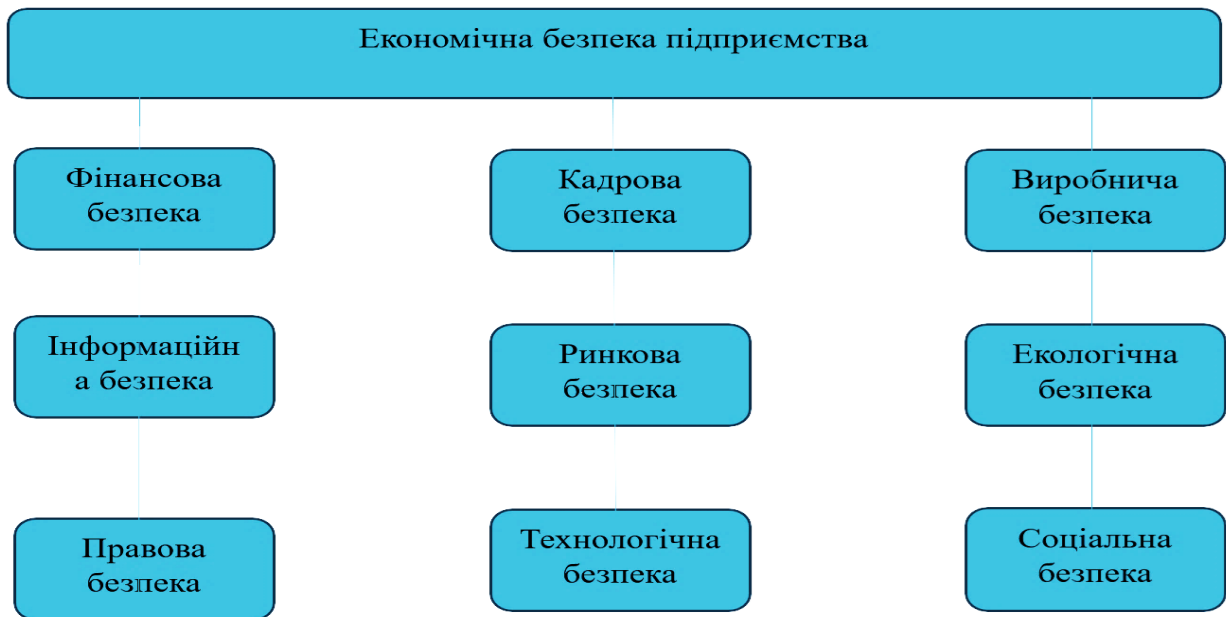 Економічна безпека підприємства
Фінансова
безпека
Кадрова
безпека
Виробнича
безпека
Інформаційн
а безпека
Ринкова
безпека
Екологічна
безпека
Правова
безпека
Технологічна
безпека
Соціальна
безпека